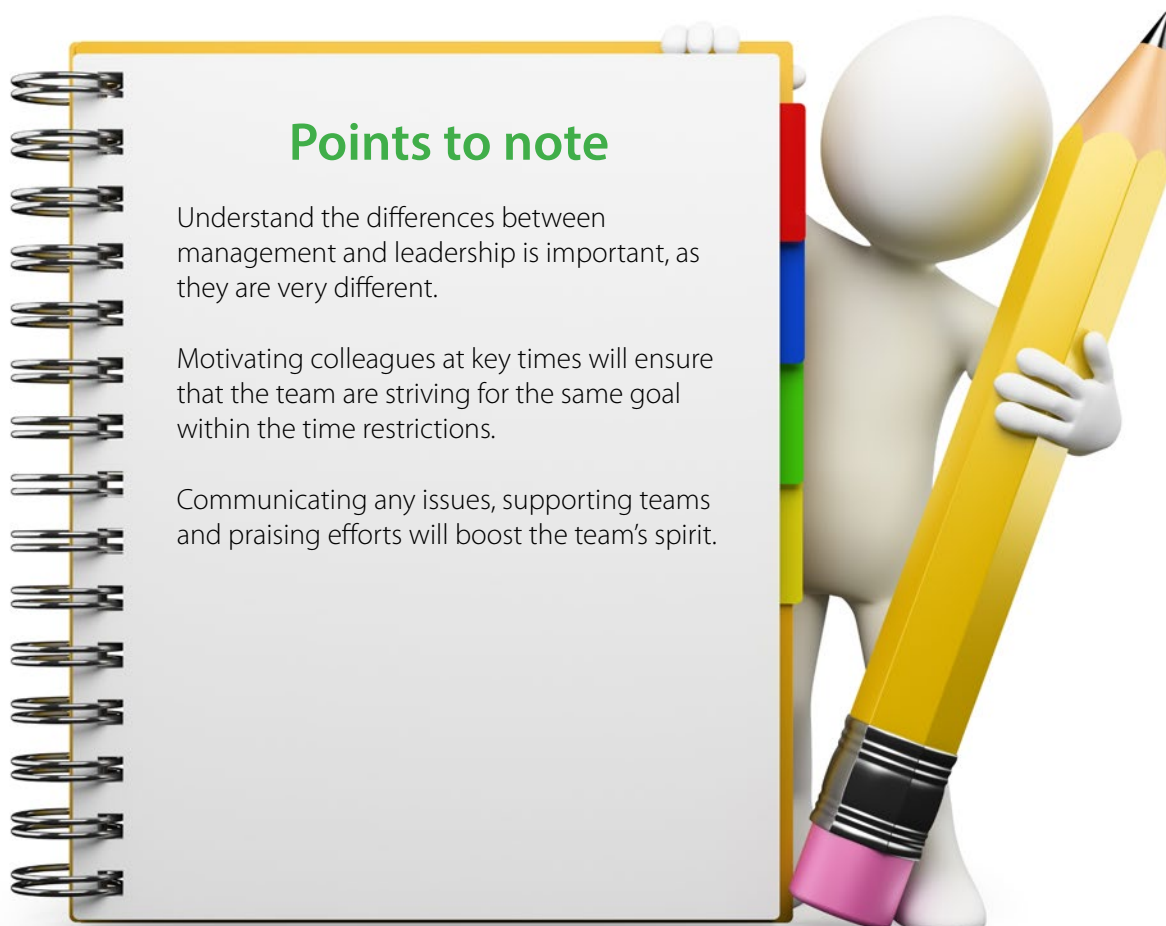 Points to note
Understand the differences between
management and leadership is important, as
they are very different.
Motivating colleagues at key times will ensure
that the team are striving for the same goal
within the time restrictions.
Communicating any issues, supporting teams
and praising efforts will boost the team’s spirit.